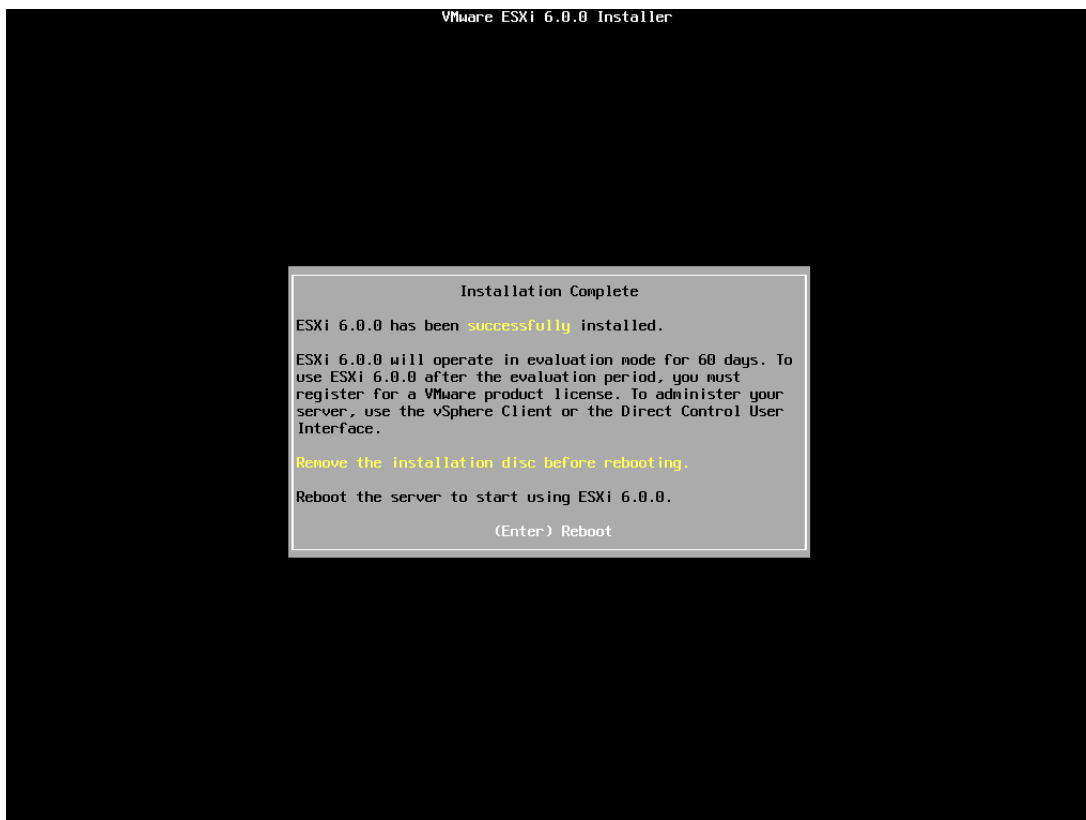 VMware ESXi 6.0.0 Installer
Installation Complete
ESXi 6.0.0 has been successfully installed.
ESXi 6.0.0 will operate in evaluation mode for 60 days. To
use ESXi 6.0.0 after the evaluation period, you must
register for a VMware product license. To administer your
server, use the vSphere Client or the Direct Control User
Interface.
Remove the installation disc before rebooting.
Reboot the server to start using ESXi 6.0.0.
(Enter) Reboot